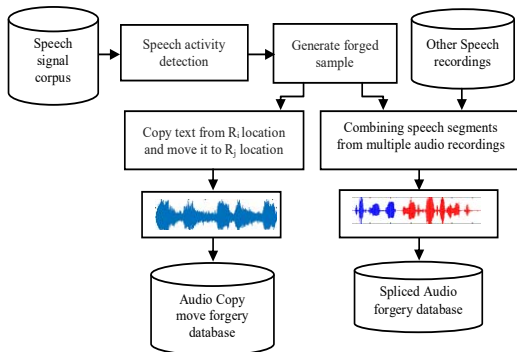 Speech
signal
corpus
Speech activity
detection
Generate forged
sample
Other Speech
recordings
Copy text from Ri location
and move it to Rj location
Combining speech segments
from multiple audio recordings
Audio Copy
move forgery
database
Spliced Audio
forgery database